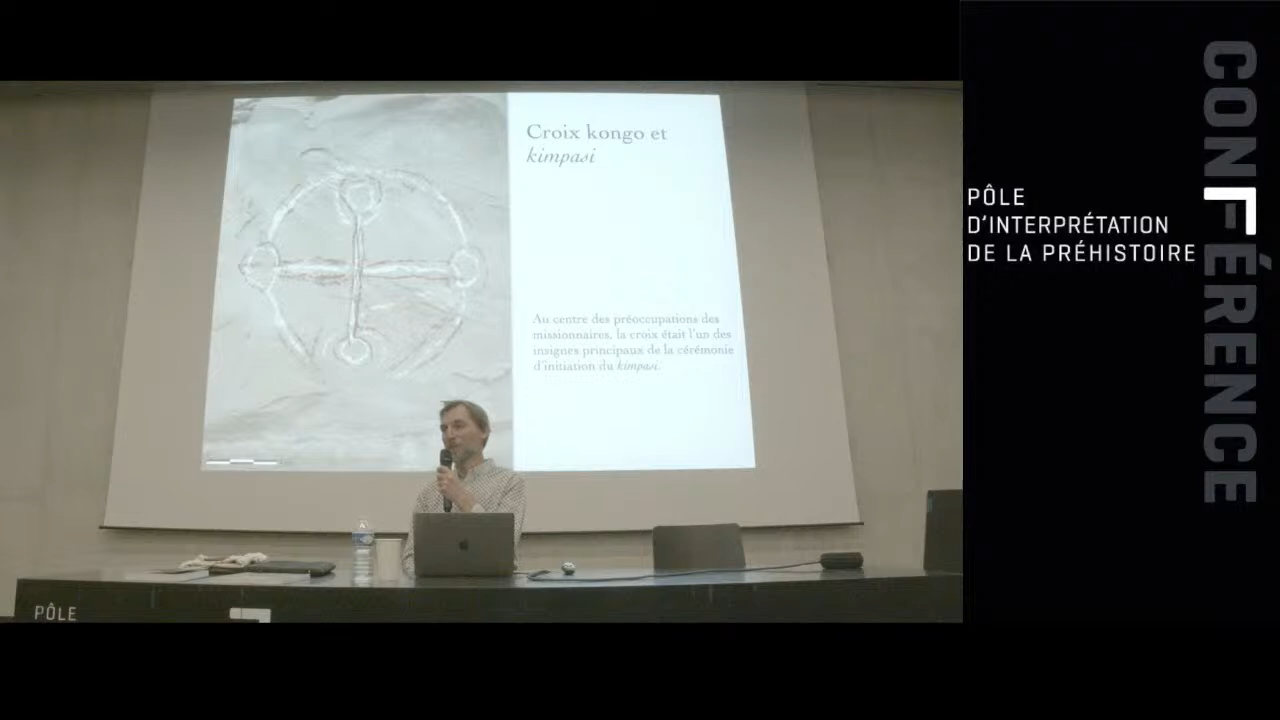 Croix kongo et
kimpasi
Au centre des préoccupations des
missionnaires, la croix était l'un des
insignes principaux de la cérémonie
d'initiation du kimpasi.
PÔLE
PÔLE
D'INTERPRÉTATION
DE LA PRÉHISTOIRE
CONFÉRENCE